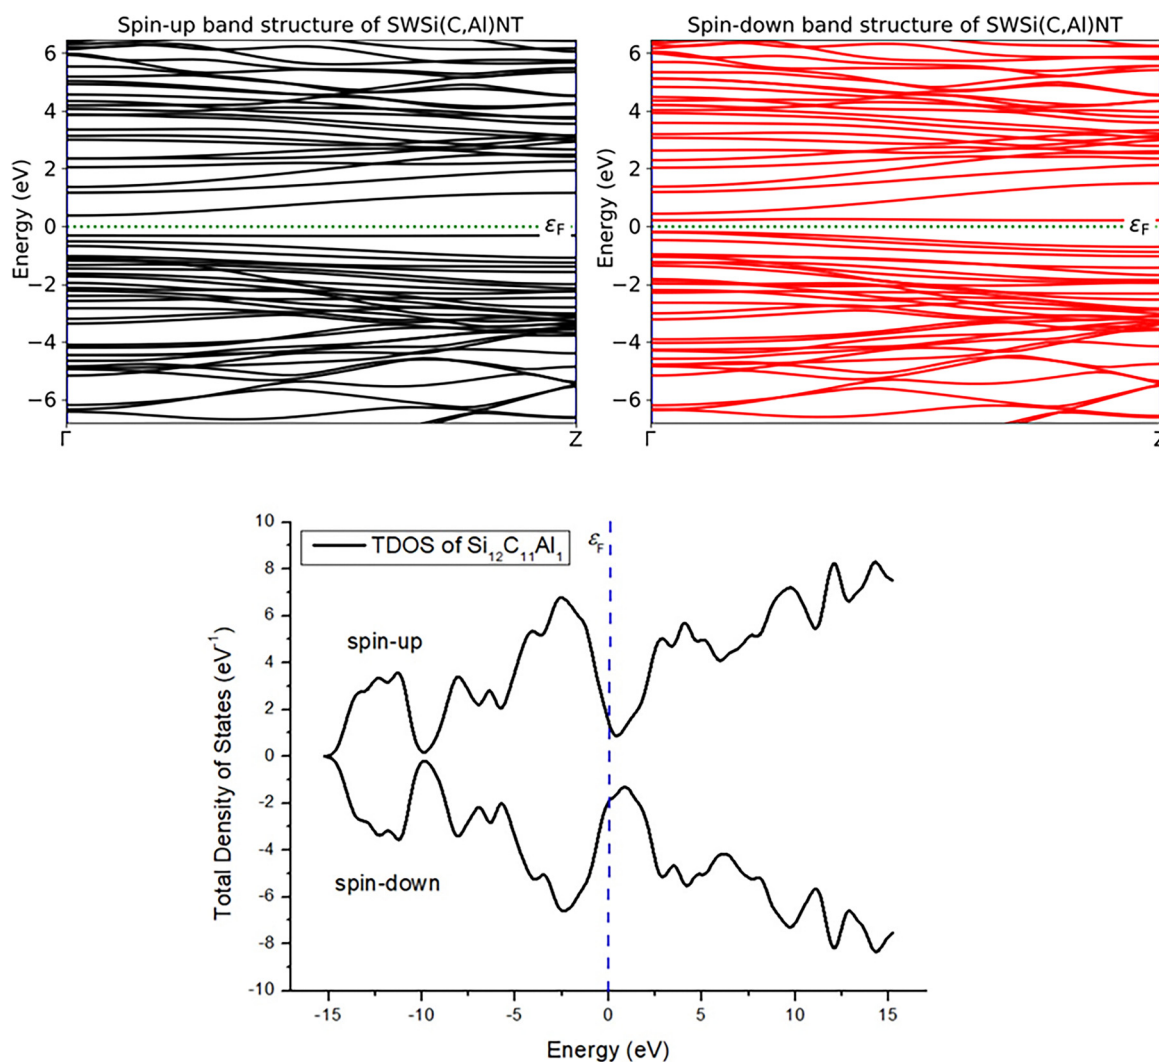 Spin-up band structure of SWSi(C,Al)NT
Energy (eV)
6
4
2
0
−2
−4
−6
εF
Γ
Z
Spin-down band structure of SWSi(C,Al)NT
Energy (eV)
6
4
2
0
−2
−4
−6
εF
Γ
Z
Total Density of States (eV⁻¹)
10
8
6
4
2
0
-2
-4
-6
-8
-10
TDOS of Si₁₂C₁₁Al₁
εF
spin-up
spin-down
-15
-10
-5
0
5
10
15
Energy (eV)